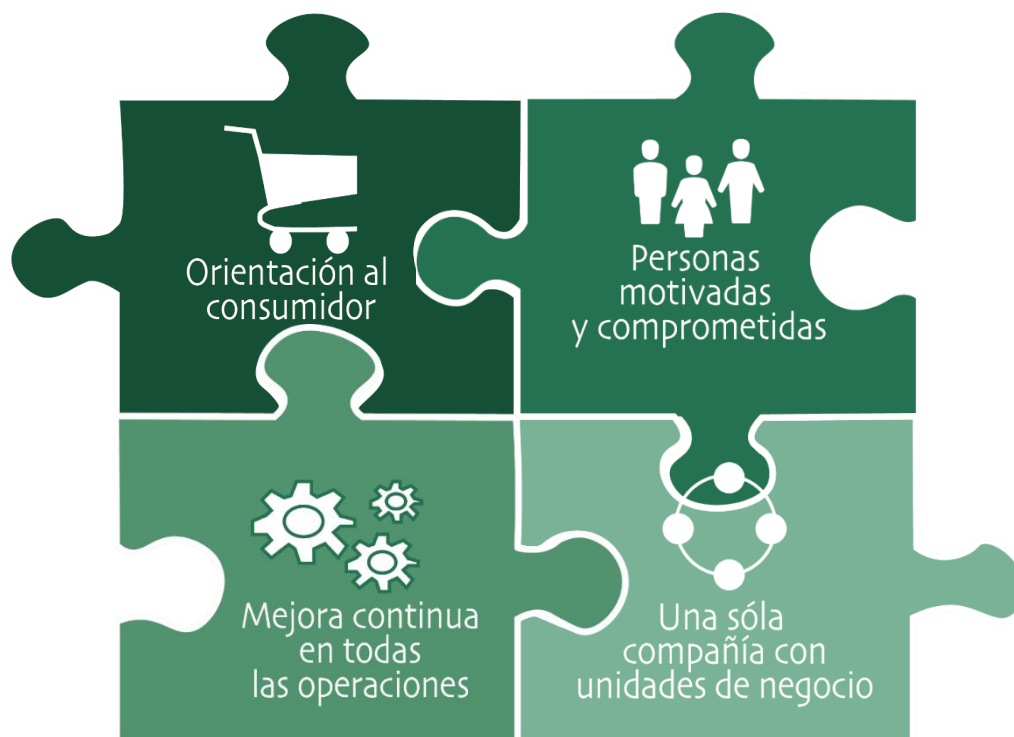 Orientación al
consumidor
Personas
motivadas
y comprometidas
Mejora continua
en todas
las operaciones
Una sóla
compañía con
unidades de negocio